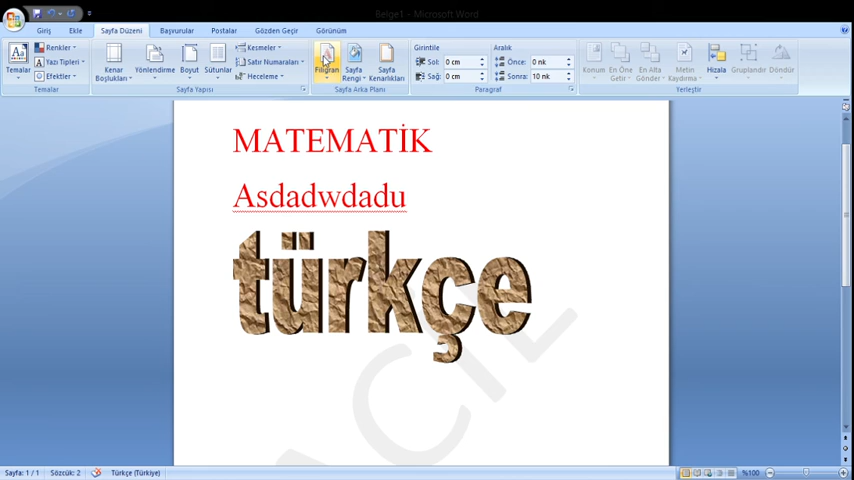 Belge1 - Microsoft Word
Giriş Ekle Sayfa Düzeni Başvurular Postalar Gözden Geçir Görünüm
Temalar Renkler Yazı Tipleri Efektler
Temalar
Kenar Boşlukları Yönlendirme Boyut Sütunlar Kesmeler Satır Numaraları Heceleme
Sayfa Yapısı
Filigran Sayfa Rengi Sayfa Kenarlıkları
Sayfa Arka Planı
Girintile Aralık
Sol: 0 cm Önce: 0 nk
Sağ: 0 cm Sonra: 10 nk
Paragraf
Konum En Öne Getir En Alta Gönder Metin Kaydırma Hizala Gruplandır Döndür
Yerleştir
MATEMATİK
Asdadwdadu
türkçe
ACİL
Sayfa: 1 / 1 Sözcük: 2 Türkçe (Türkiye) %100